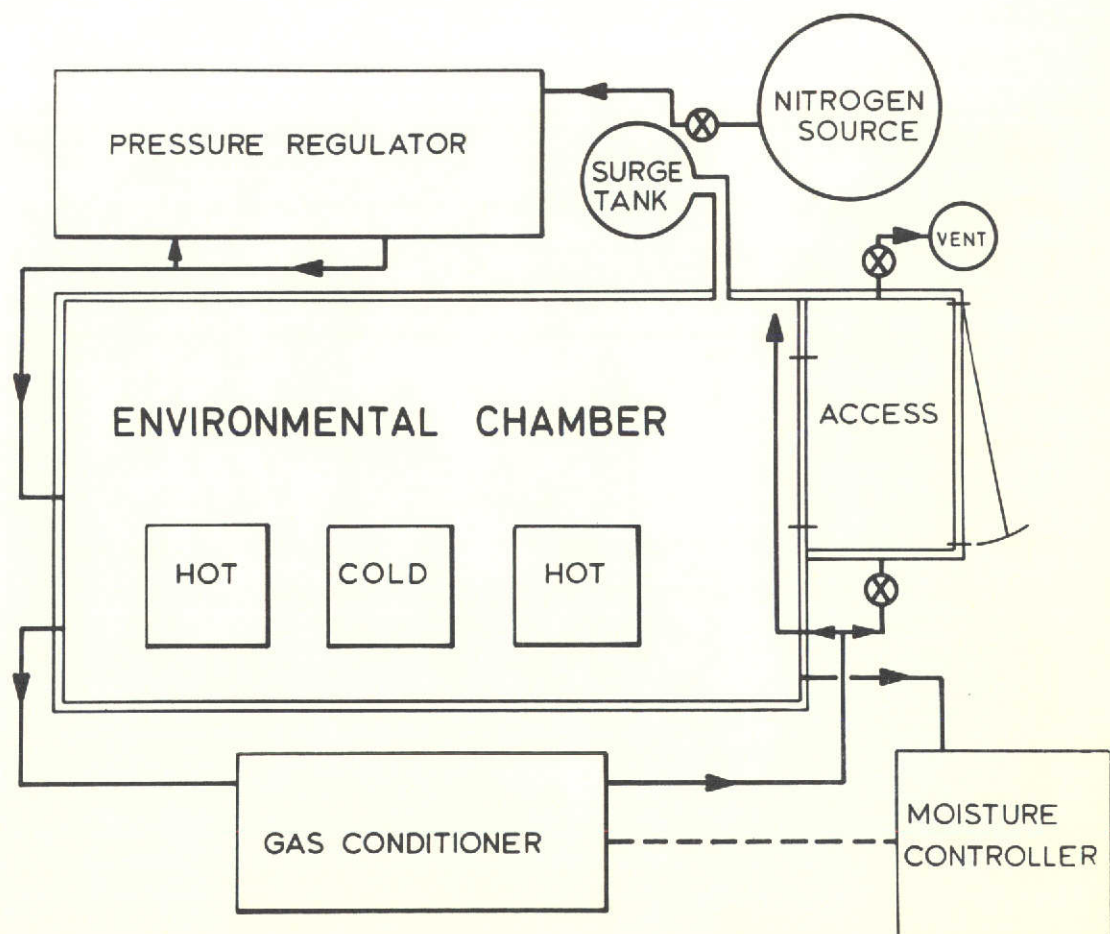 NITROGEN
SOURCE
PRESSURE REGULATOR
SURGE
TANK
VENT
ENVIRONMENTAL CHAMBER
ACCESS
HOT
COLD
HOT
GAS CONDITIONER
MOISTURE
CONTROLLER